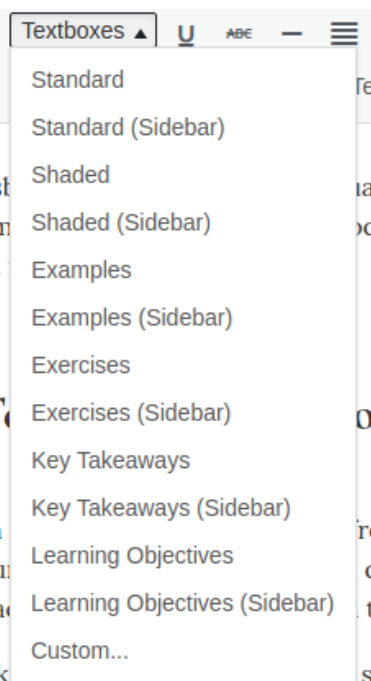 Textboxes ▲ U ABC
Standard
Standard (Sidebar)
Shaded
Shaded (Sidebar)
Examples
Examples (Sidebar)
Exercises
Exercises (Sidebar)
Key Takeaways
Key Takeaways (Sidebar)
Learning Objectives
Learning Objectives (Sidebar)
Custom...